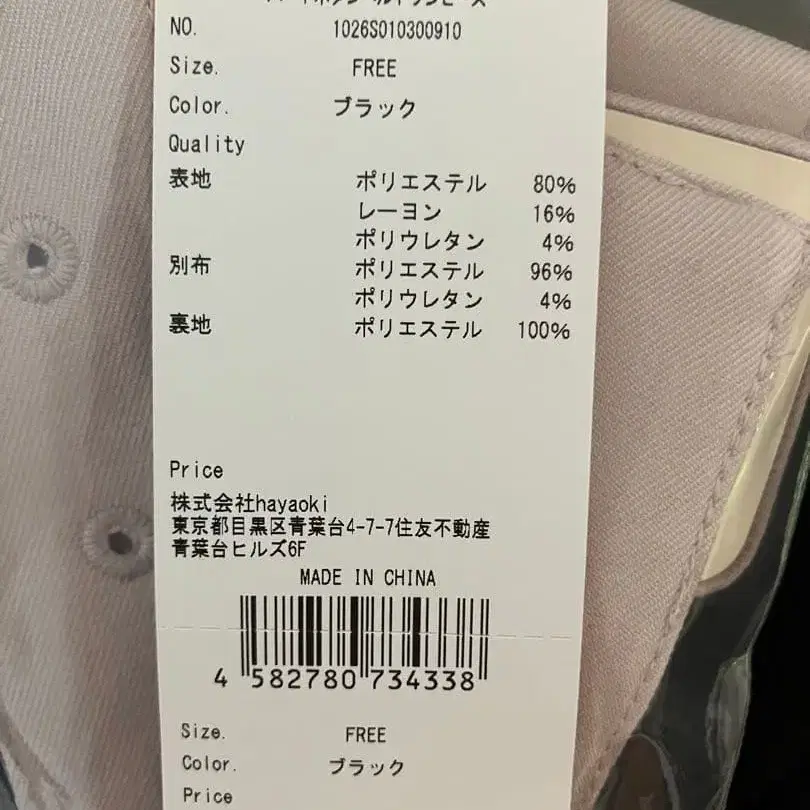 NO. 1026S010300910
Size. FREE
Color. ブラック
Quality
表地 ポリエステル 80%
レーヨン 16%
ポリウレタン 4%
別布 ポリエステル 96%
ポリウレタン 4%
裏地 ポリエステル 100%
Price
株式会社hayaoki
東京都目黒区青葉台4-7-7住友不動産
青葉台ヒルズ6F
MADE IN CHINA
4 582780 734338
Size. FREE
Color. ブラック
Price